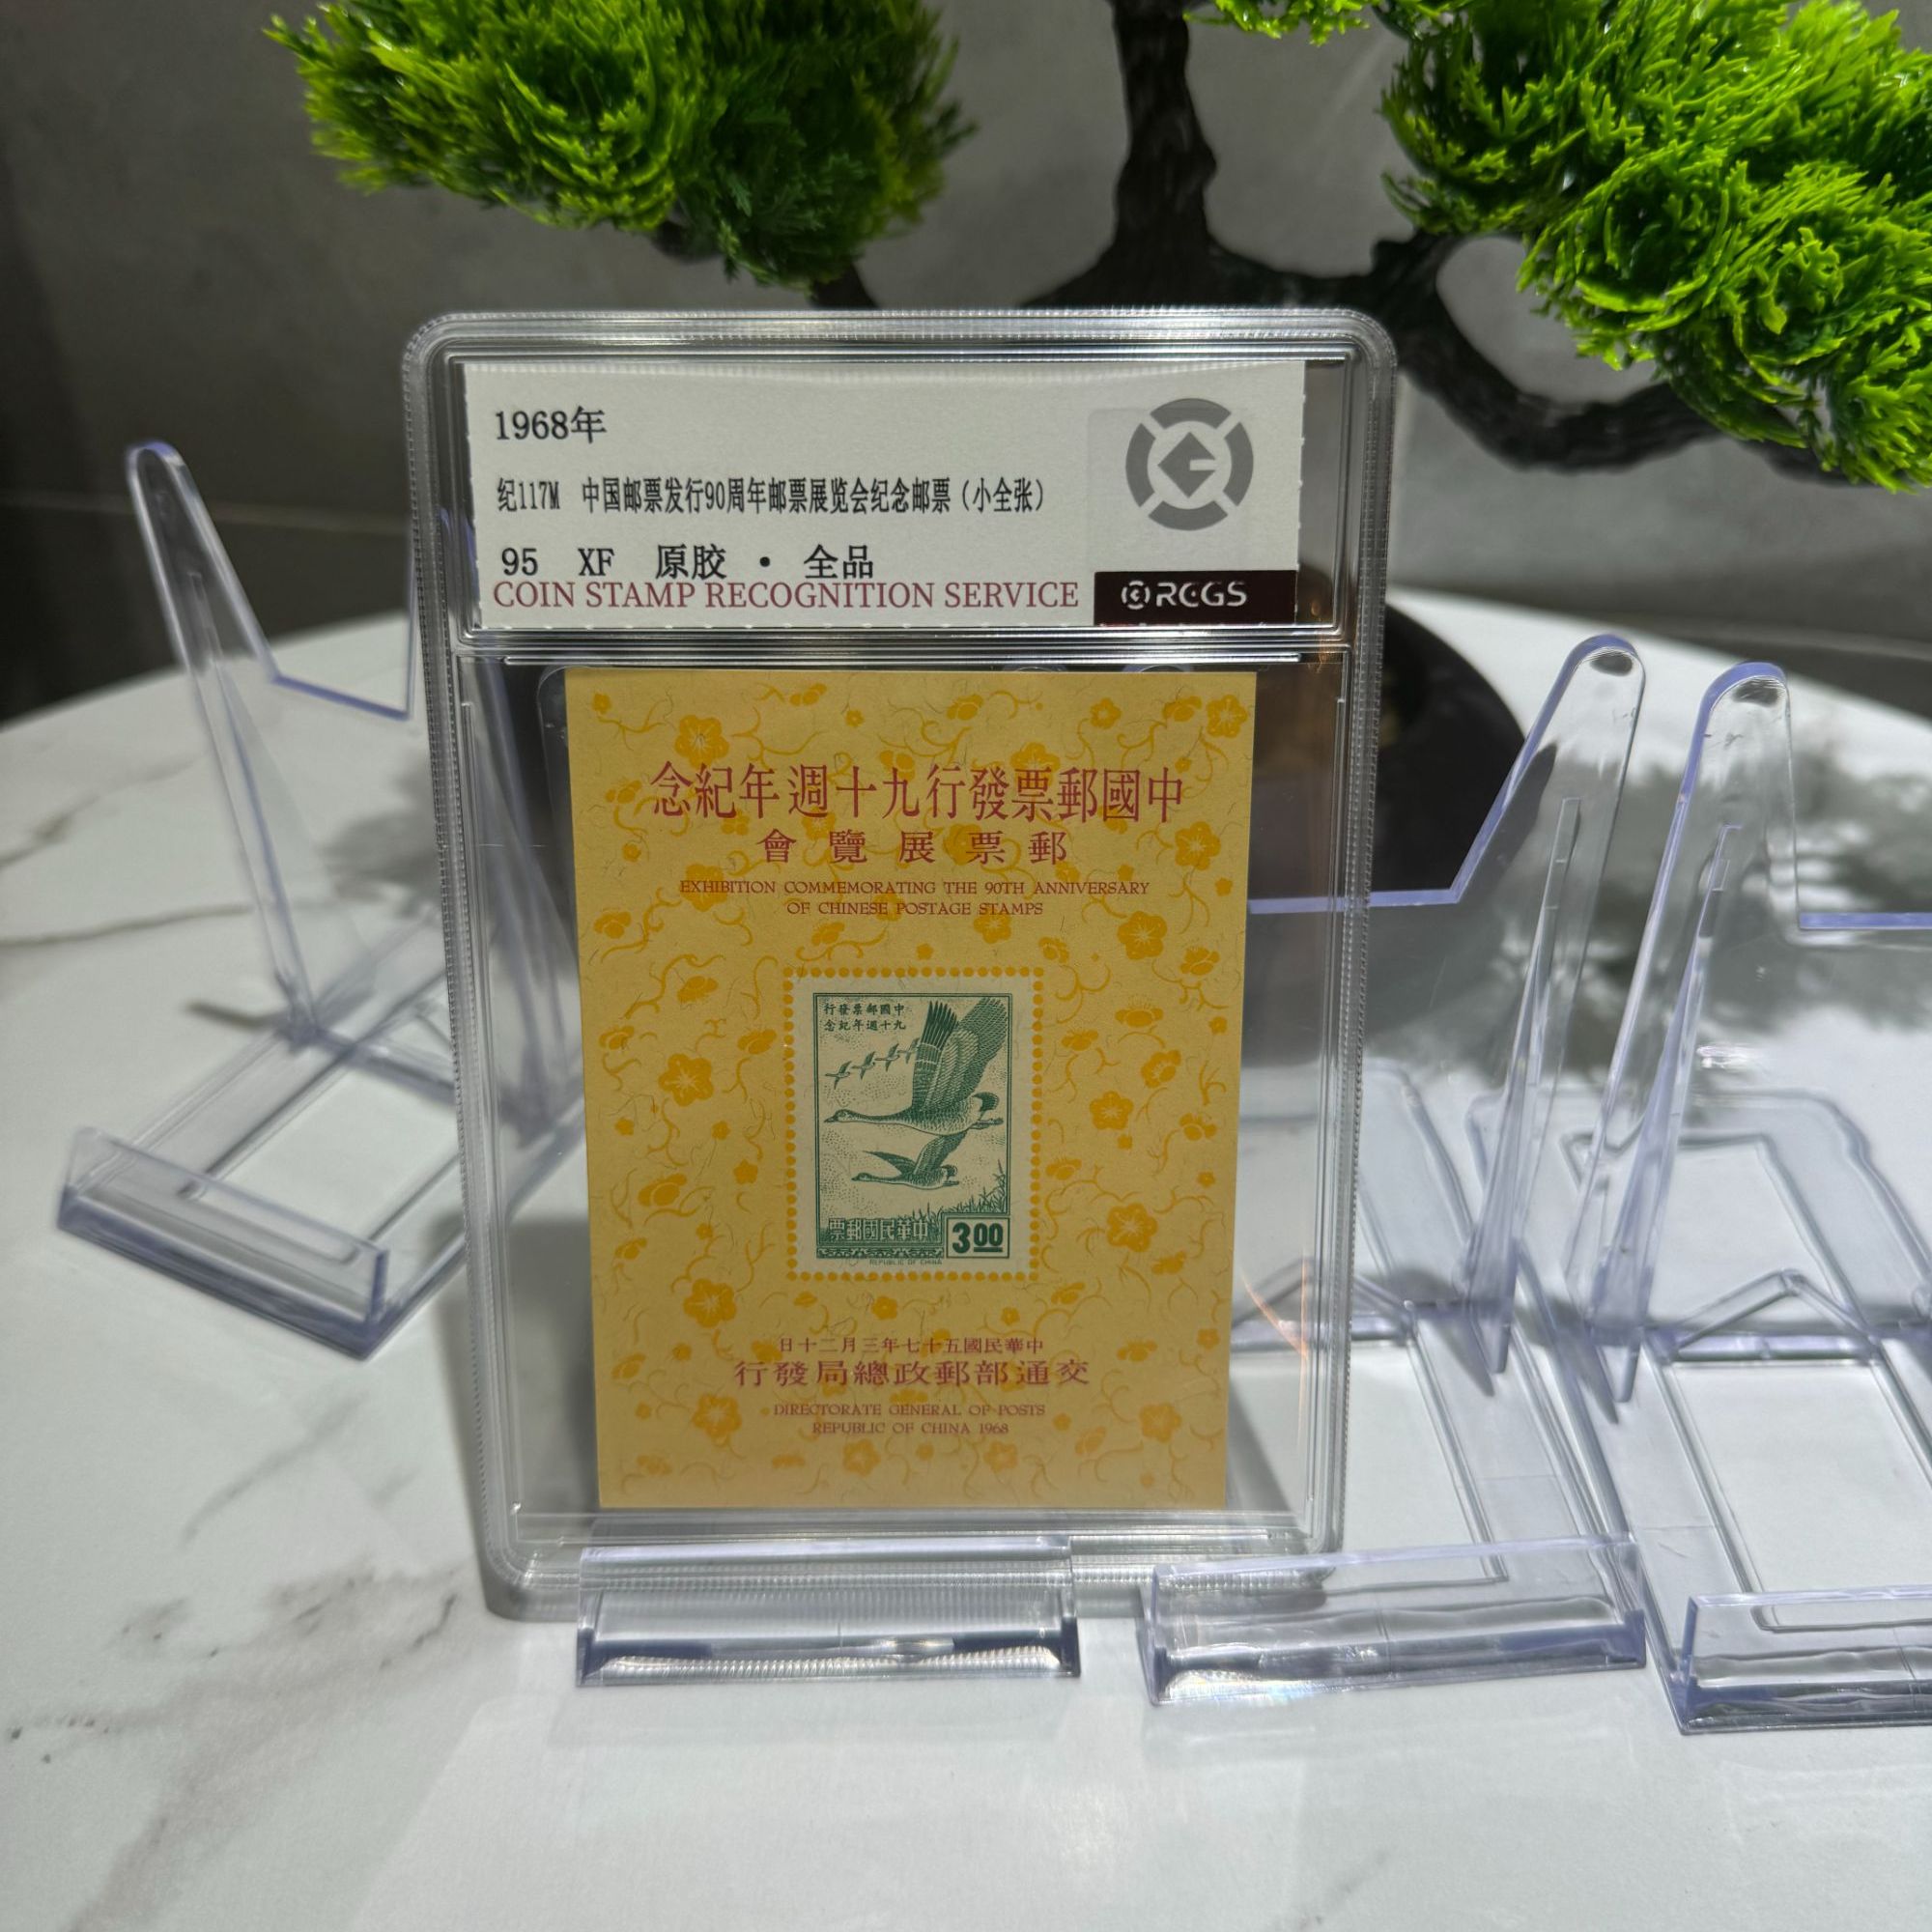 1968年
纪117M 中国邮票发行90周年邮票展览会纪念邮票（小全张）
95 XF 原胶 · 全品
COIN STAMP RECOGNITION SERVICE
RCGS
中國郵票發行九十週年紀念
郵票展覽會
EXHIBITION COMMEMORATING THE 90TH ANNIVERSARY
OF CHINESE POSTAGE STAMPS
中國郵票發行
九十週年紀念
中華民國郵票
3.00
REPUBLIC OF CHINA
中華民國五十七年三月二十日
交通部郵政總局發行
DIRECTORATE GENERAL OF POSTS
REPUBLIC OF CHINA 1968